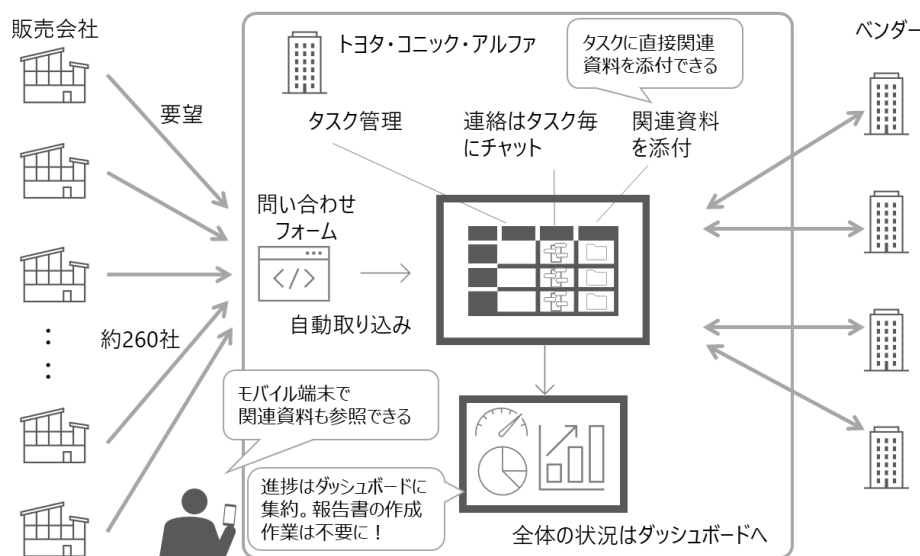 販売会社
トヨタ・コニック・アルファ
タスクに直接関連
資料を添付できる
ベンダー
要望
タスク管理
連絡はタスク毎
にチャット
関連資料
を添付
問い合わせ
フォーム
</>
自動取り込み
約260社
：
：
モバイル端末で
関連資料も参照できる
進捗はダッシュボードに
集約。報告書の作成
作業は不要に！
全体の状況はダッシュボードへ